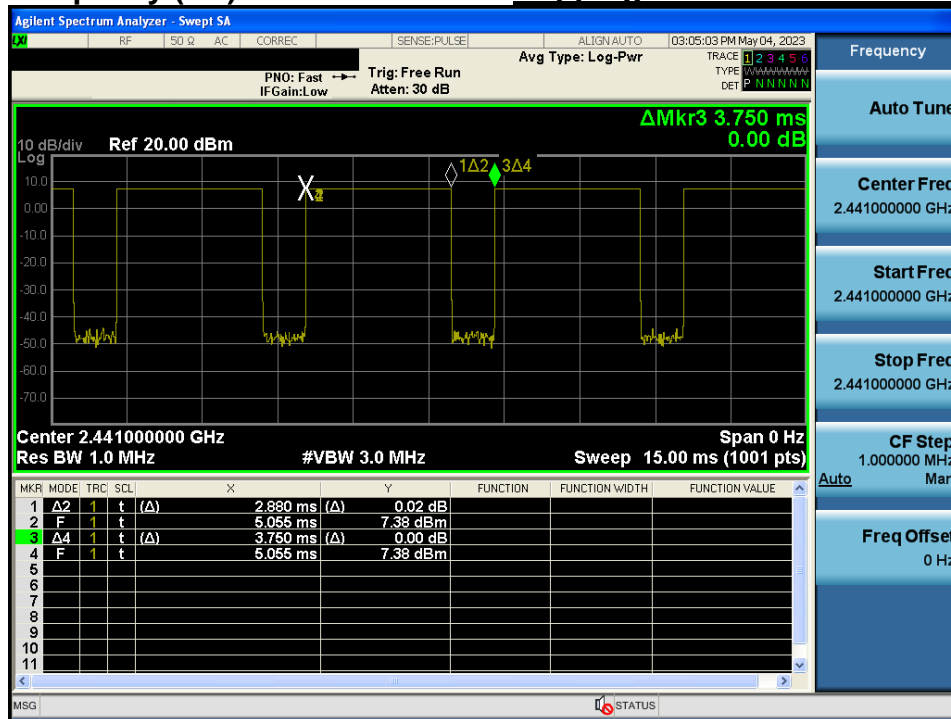 Agilent Spectrum Analyzer - Swept SA
LXI RF 50 Ω AC CORREC SENSE:PULSE ALIGN AUTO 03:05:03 PM May 04, 2023
Frequency
Avg Type: Log-Pwr
TRACE 1 2 3 4 5 6
PNO: Fast Trig: Free Run
TYPE
IFGain:Low Atten: 30 dB
DET P N N N N N
Auto Tune
ΔMkr3 3.750 ms
0.00 dB
10 dB/div Ref 20.00 dBm
Log
1Δ2 3Δ4
10.0
0.00
-10.0
-20.0
-30.0
-40.0
-50.0
-60.0
-70.0
X
Center Freq
2.441000000 GHz
Start Freq
2.441000000 GHz
Stop Freq
2.441000000 GHz
Center 2.441000000 GHz Span 0 Hz
Res BW 1.0 MHz #VBW 3.0 MHz Sweep 15.00 ms (1001 pts)
CF Step
1.000000 MHz
Auto Man
MKR MODE TRC SCL X Y FUNCTION FUNCTION WIDTH FUNCTION VALUE
1 Δ2 1 t (Δ) 2.880 ms (Δ) 0.02 dB
2 F 1 t 5.055 ms 7.38 dBm
3 Δ4 1 t (Δ) 3.750 ms (Δ) 0.00 dB
4 F 1 t 5.055 ms 7.38 dBm
5
6
7
8
9
10
11
Freq Offset
0 Hz
MSG STATUS